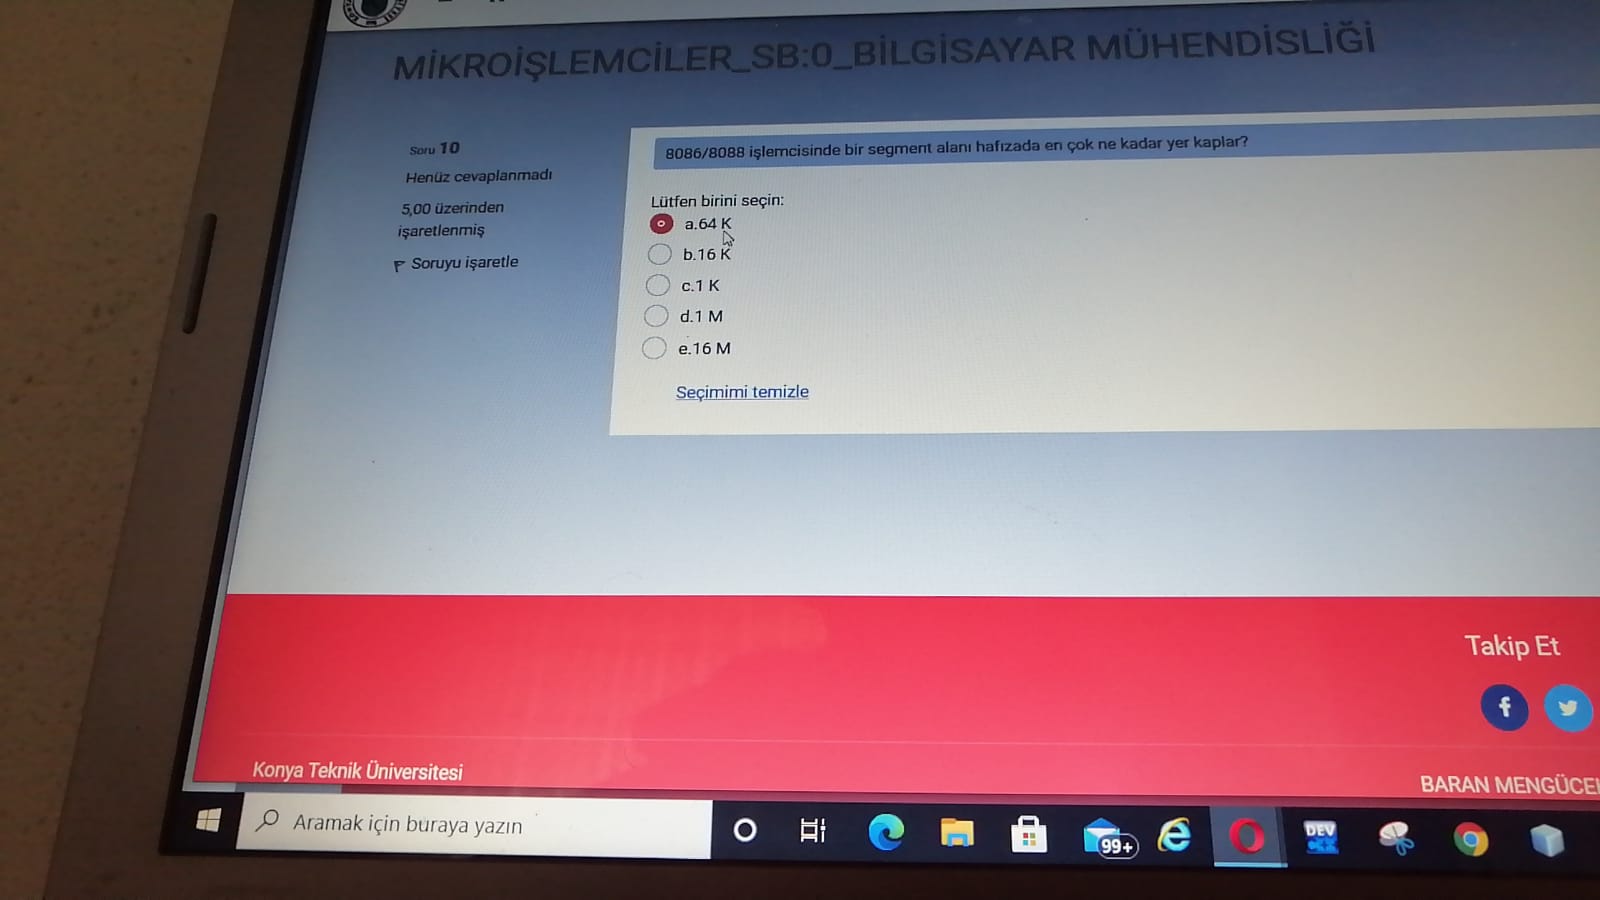 MİKROİŞLEMCİLER_SB:0_BİLGİSAYAR MÜHENDİSLİĞİ
Soru 10
Henüz cevaplanmadı
5,00 üzerinden
işaretlenmiş
Soruyu işaretle
8086/8088 işlemcisinde bir segment alanı hafızada en çok ne kadar yer kaplar?
Lütfen birini seçin:
a.64 K
b.16 K
c.1 K
d.1 M
e.16 M
Seçimimi temizle
Takip Et
Konya Teknik Üniversitesi
BARAN
Aramak için buraya yazın
99+
DEV